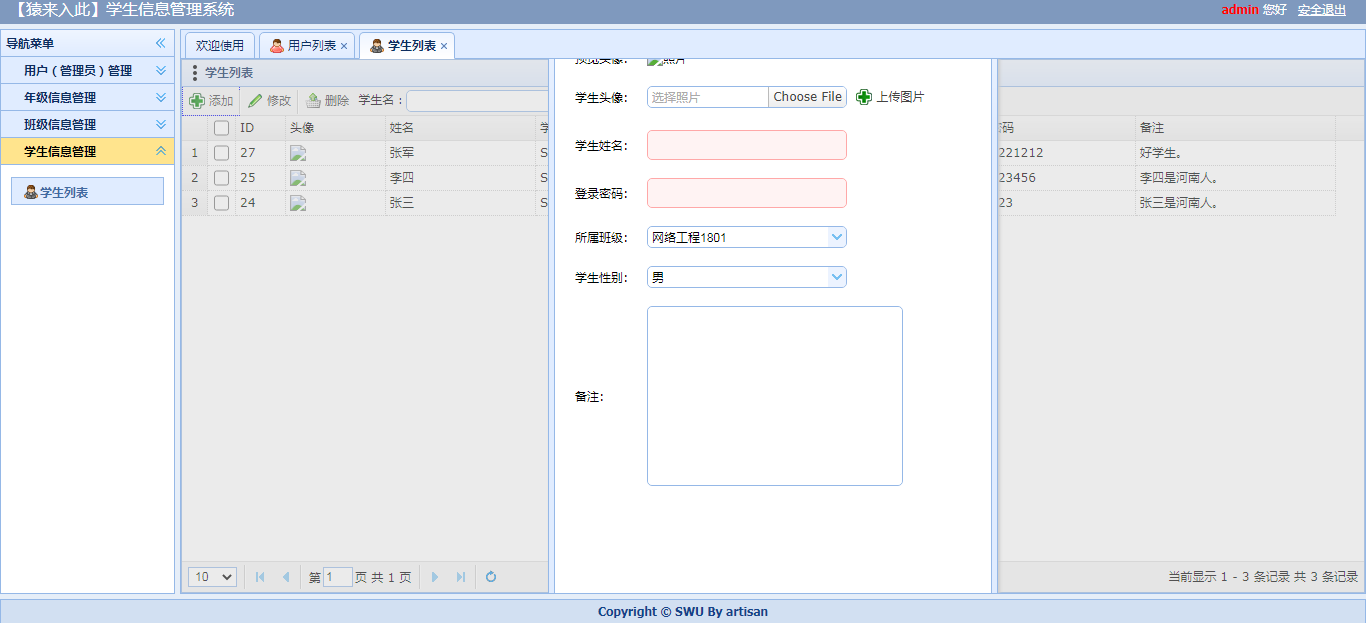 【猿来入此】学生信息管理系统
admin 您好 安全退出
导航菜单
用户（管理员）管理
年级信息管理
班级信息管理
学生信息管理
学生列表
欢迎使用 用户列表 学生列表
学生列表
添加 修改 删除 学生名：
ID 头像 姓名
1 27 张军
2 25 李四
3 24 张三
10 第 1 页 共 1 页
预览头像: 照片
学生头像: 选择照片 Choose File 上传图片
学生姓名:
登录密码:
所属班级: 网络工程1801
学生性别: 男
备注:
码 备注
221212 好学生。
23456 李四是河南人。
23 张三是河南人。
当前显示 1 - 3 条记录 共 3 条记录
Copyright © SWU By artisan